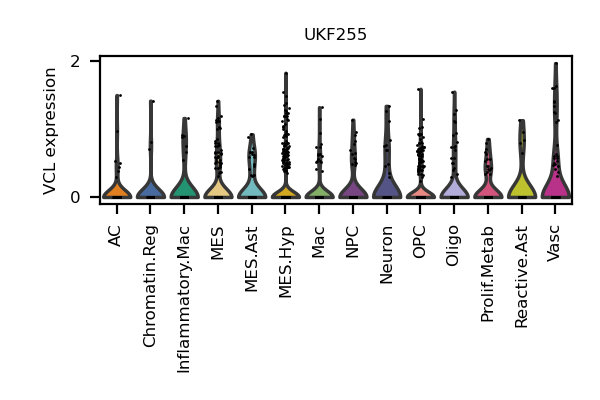 UKF255
VCL expression
2
0
AC
Chromatin.Reg
Inflammatory.Mac
MES
MES.Ast
MES.Hyp
Mac
NPC
Neuron
OPC
Oligo
Prolif.Metab
Reactive.Ast
Vasc